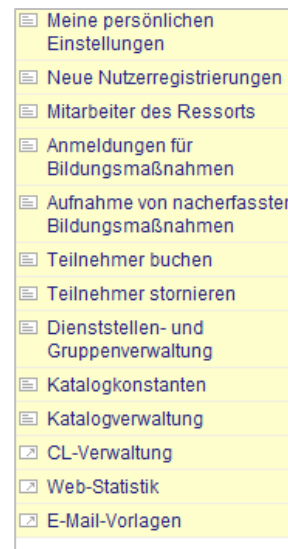 Meine persönlichen
Einstellungen
Neue Nutzerregistrierungen
Mitarbeiter des Ressorts
Anmeldungen für
Bildungsmaßnahmen
Aufnahme von nacherfassten
Bildungsmaßnahmen
Teilnehmer buchen
Teilnehmer stornieren
Dienststellen- und
Gruppenverwaltung
Katalogkonstanten
Katalogverwaltung
CL-Verwaltung
Web-Statistik
E-Mail-Vorlagen